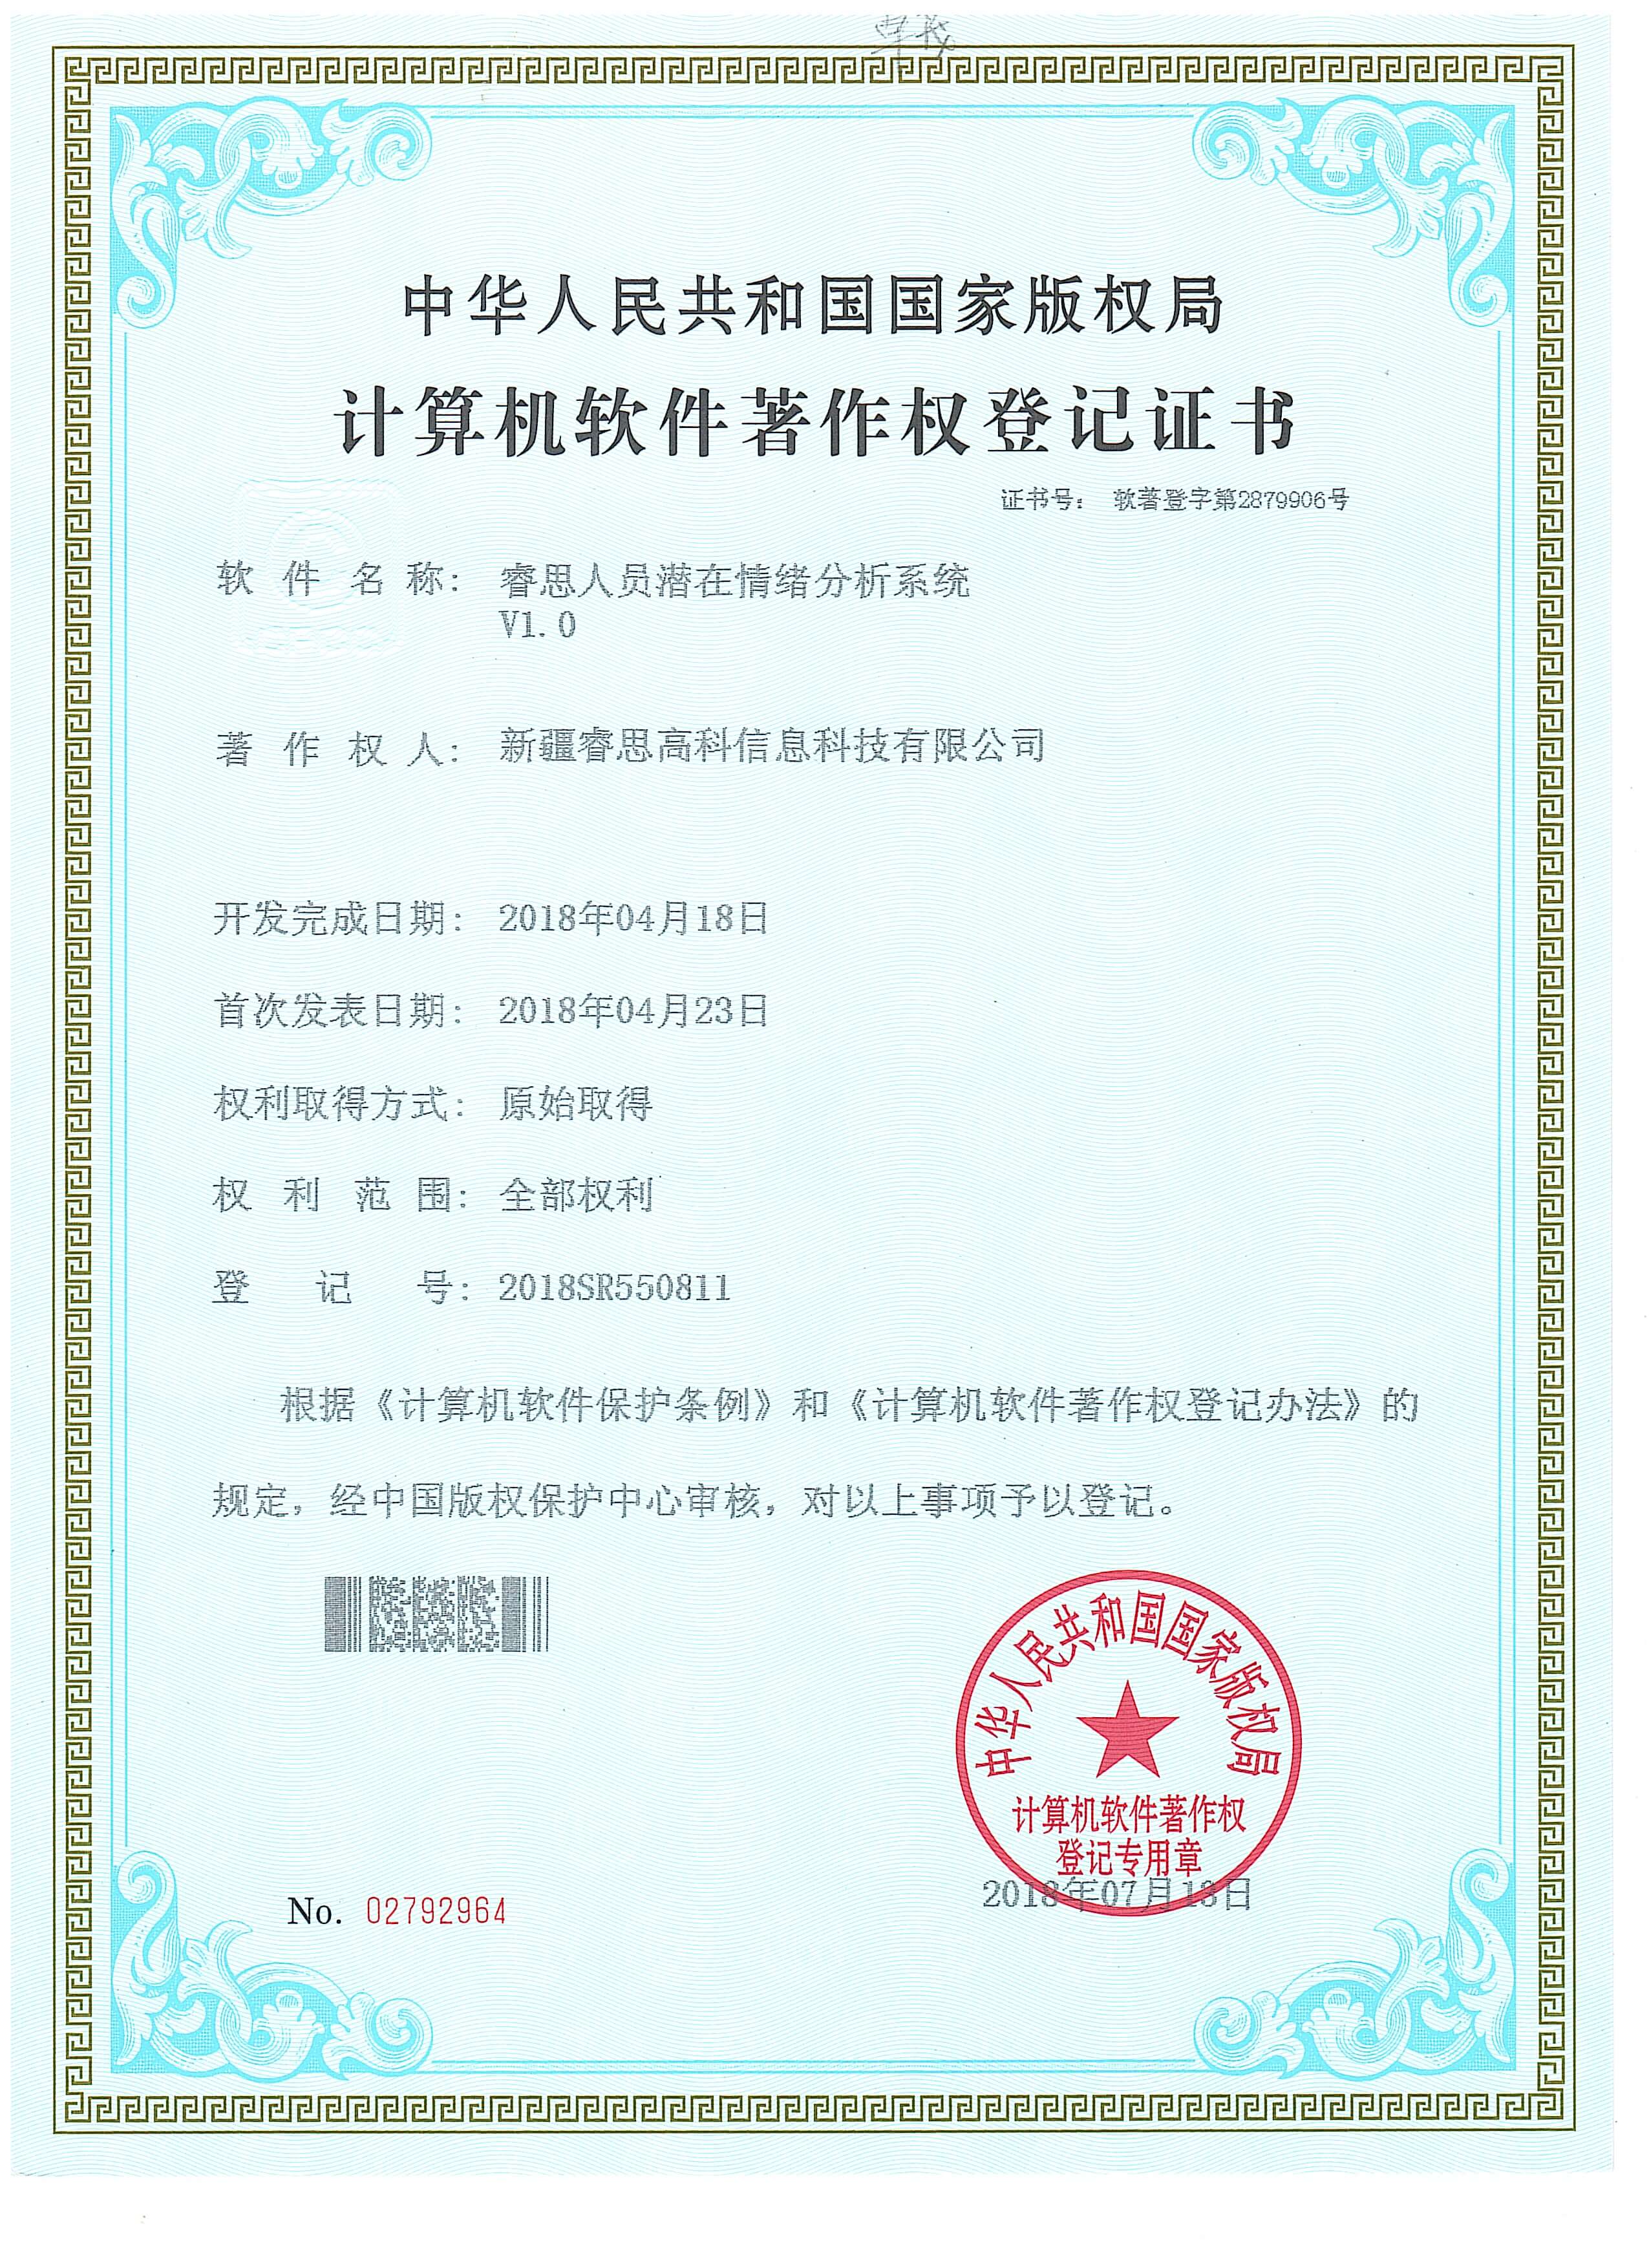 中华人民共和国国家版权局
计算机软件著作权登记证书
证书号： 软著登字第2879906号
软件名称： 睿思人员潜在情绪分析系统
V1.0
著作权人： 新疆睿思高科信息科技有限公司
开发完成日期： 2018年04月18日
首次发表日期： 2018年04月23日
权利取得方式： 原始取得
权利范围： 全部权利
登记号： 2018SR550811
根据《计算机软件保护条例》和《计算机软件著作权登记办法》的
规定，经中国版权保护中心审核，对以上事项予以登记。
中华人民共和国国家版权局
计算机软件著作权
登记专用章
2018年07月13日
No. 02792964